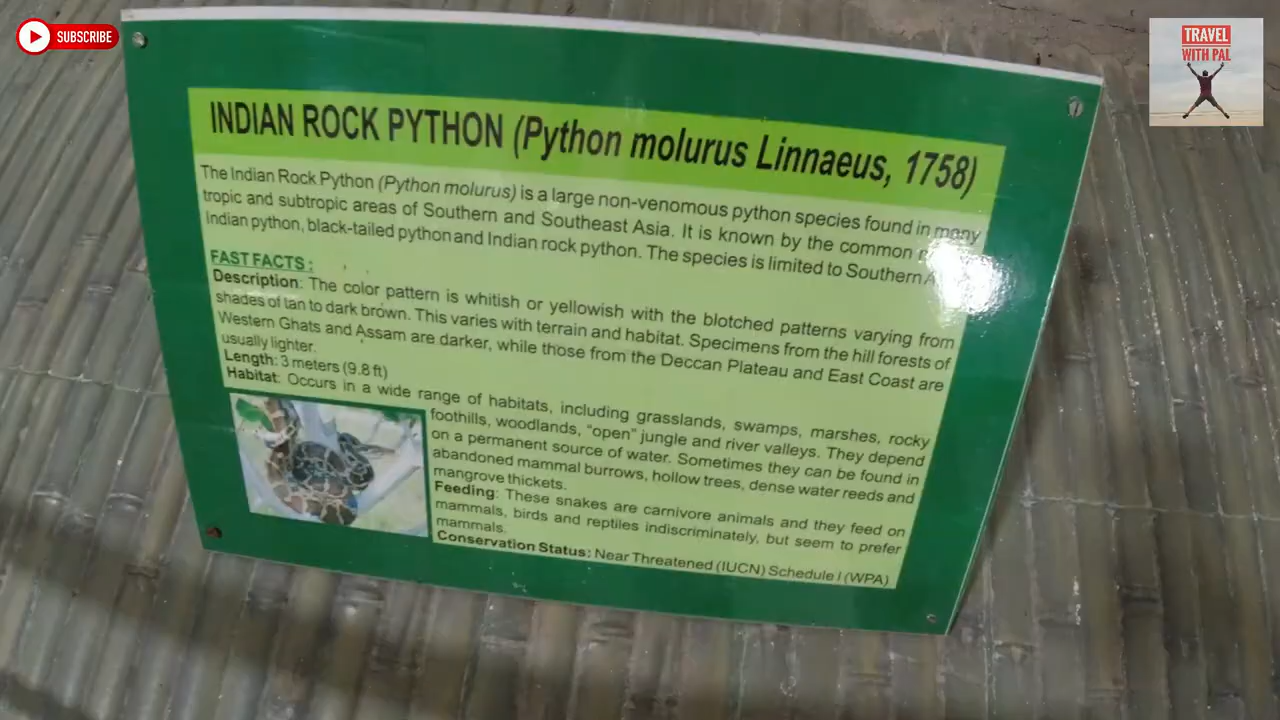 SUBSCRIBE
TRAVEL
WITH PAL
INDIAN ROCK PYTHON (Python molurus Linnaeus, 1758)
The Indian Rock Python (Python molurus) is a large non-venomous python species found in many
tropic and subtropic areas of Southern and Southeast Asia. It is known by the common
Indian python, black-tailed python and Indian rock python. The species is limited to Southern
FAST FACTS :
Description: The color pattern is whitish or yellowish with the blotched patterns varying from
shades of tan to dark brown. This varies with terrain and habitat. Specimens from the hill forests of
Western Ghats and Assam are darker, while those from the Deccan Plateau and East Coast are
usually lighter.
Length: 3 meters (9.8 ft)
Habitat: Occurs in a wide range of habitats, including grasslands, swamps, marshes, rocky
foothills, woodlands, "open" jungle and river valleys. They depend
on a permanent source of water. Sometimes they can be found in
abandoned mammal burrows, hollow trees, dense water reeds and
mangrove thickets.
Feeding: These snakes are carnivore animals and they feed on
mammals, birds and reptiles indiscriminately, but seem to prefer
mammals.
Conservation Status: Near Threatened (IUCN) Schedule I (WPA)